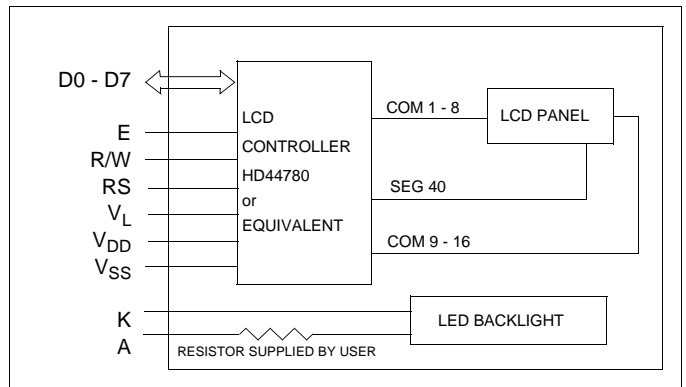 D0 - D7
E
R/W
RS
VL
VDD
VSS
K
A
LCD
CONTROLLER
HD44780
or
EQUIVALENT
COM 1 - 8
LCD PANEL
SEG 40
COM 9 - 16
LED BACKLIGHT
RESISTOR SUPPLIED BY USER